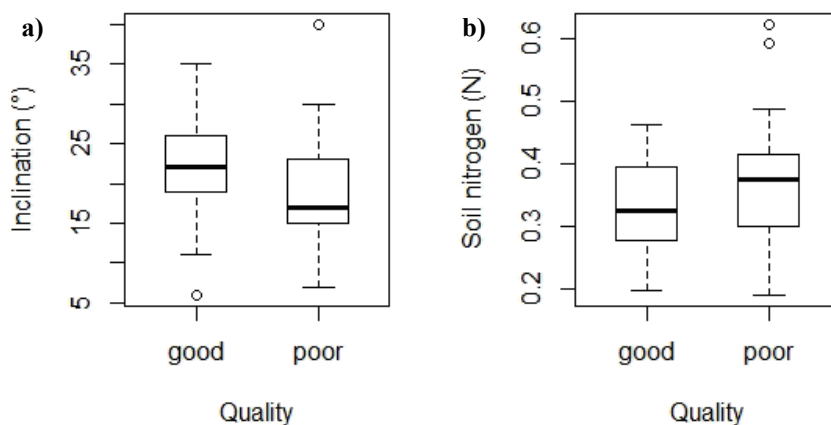 a)
Inclination (°)
35
25
15
5
good poor
Quality
b)
Soil nitrogen (N)
0.6
0.5
0.4
0.3
0.2
good poor
Quality